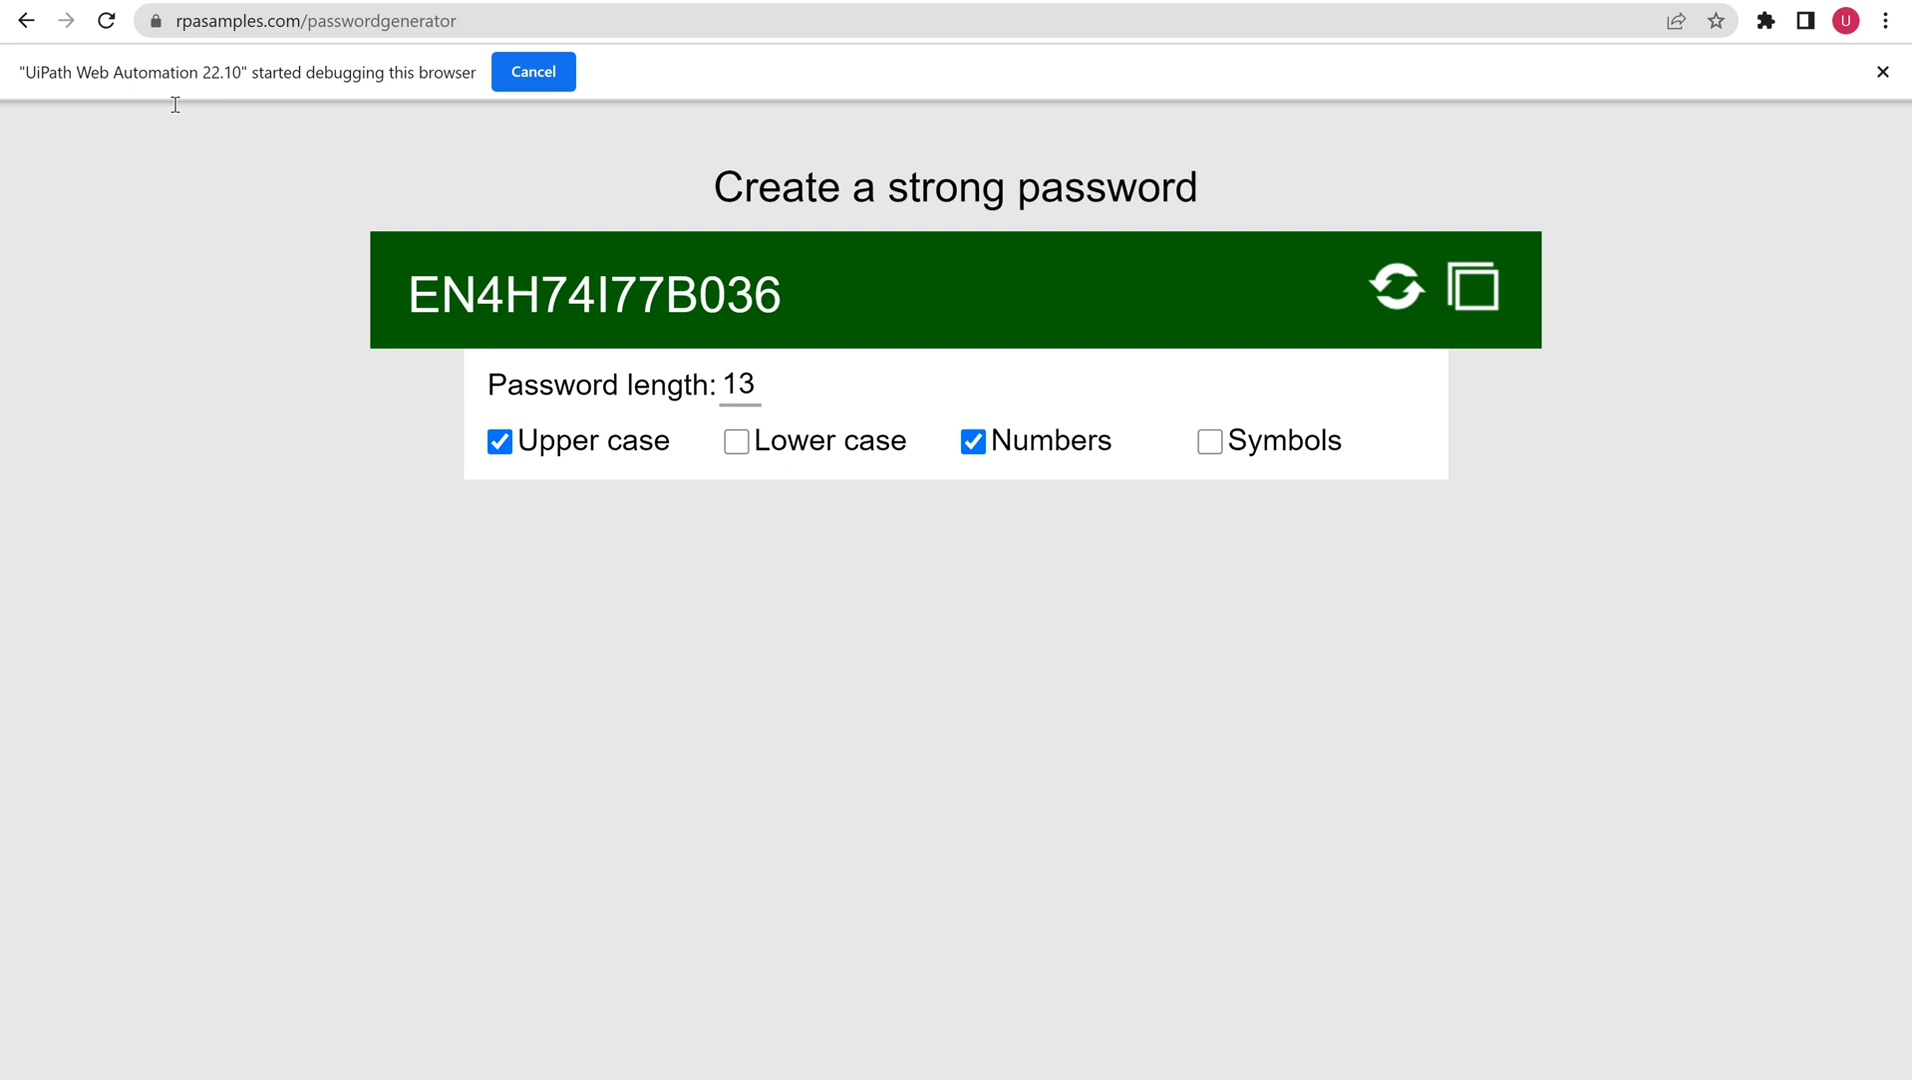 rpasamples.com/passwordgenerator
U
"UiPath Web Automation 22.10" started debugging this browser
Cancel
Create a strong password
EN4H74I77B036
Password length: 13
Upper case Lower case Numbers Symbols